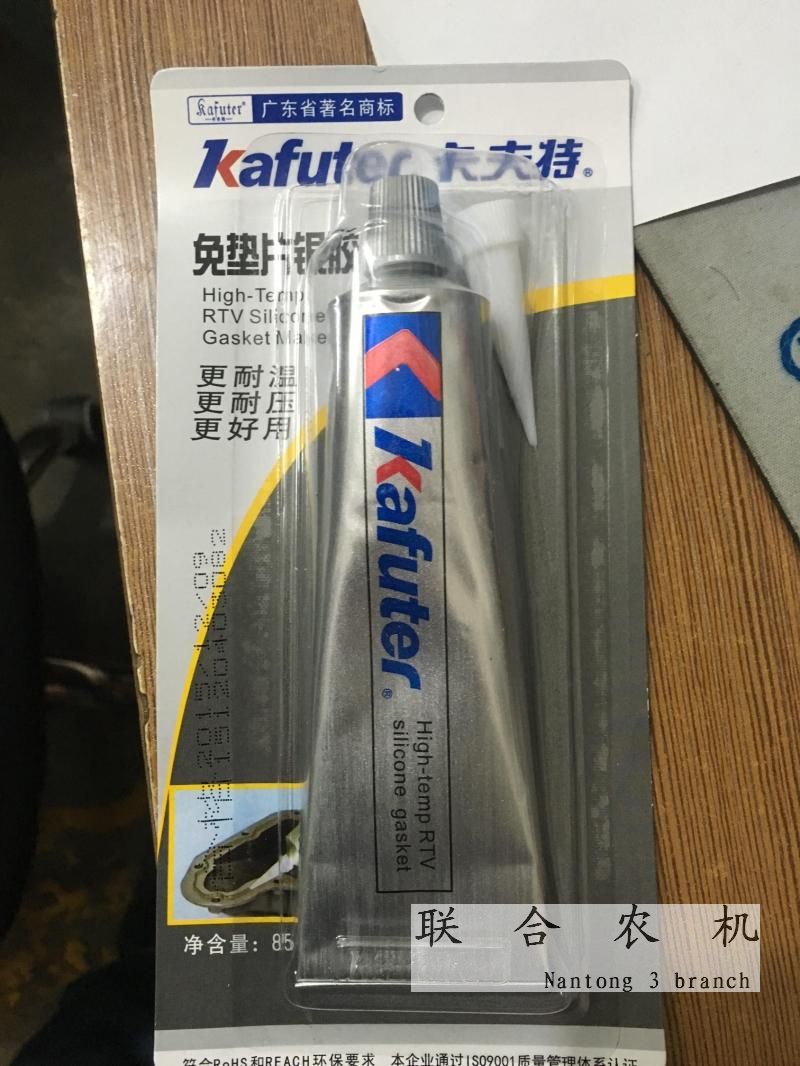 Kafuter®
广东省著名商标
Kafuter 卡夫特®
免垫片银胶
High-Temp
RTV Silicone
Gasket Make
更耐温
更耐压
更好用
Kafuter®
High-temp RTV
silicone gasket
净含量: 85
联合农机
Nantong 3 branch
符合RoHS和REACH环保要求 本企业通过ISO9001质量管理体系认证